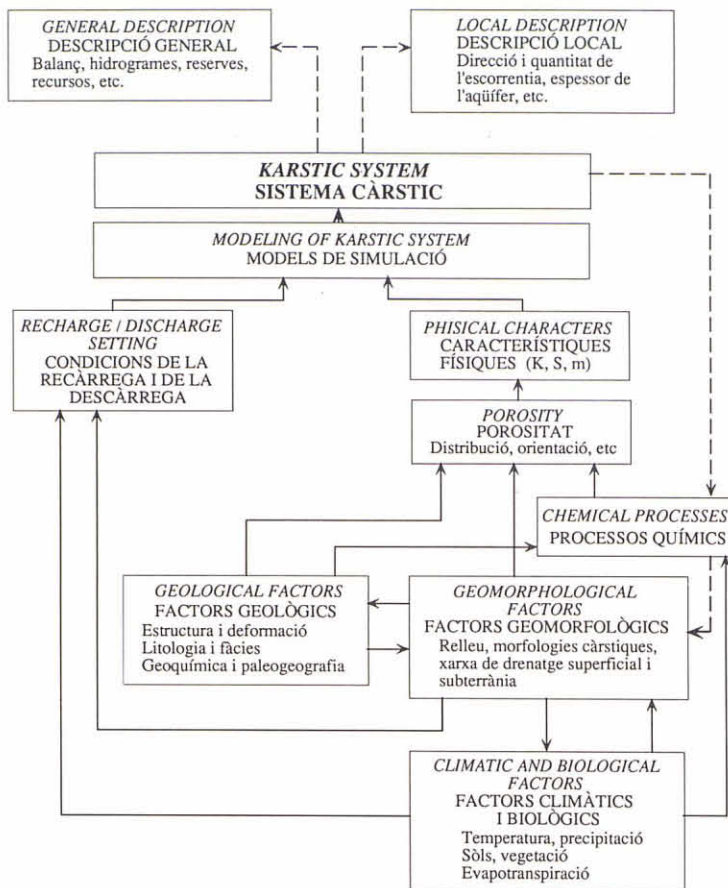 GENERAL DESCRIPTION
DESCRIPCIÓ GENERAL
Balanç, hidrogrames, reserves,
recursos, etc.
LOCAL DESCRIPTION
DESCRIPCIÓ LOCAL
Direcció i quantitat de
l'escorrentia, espessor de
l'aqüífer, etc.
KARSTIC SYSTEM
SISTEMA CÀRSTIC
MODELING OF KARSTIC SYSTEM
MODELS DE SIMULACIÓ
RECHARGE / DISCHARGE
SETTING
CONDICIONS DE LA
RECÀRREGA I DE LA
DESCÀRREGA
PHISICAL CHARACTERS
CARACTERÍSTIQUES
FÍSIQUES (K, S, m)
POROSITY
POROSITAT
Distribució, orientació, etc
CHEMICAL PROCESSES
PROCESSOS QUÍMICS
GEOLOGICAL FACTORS
FACTORS GEOLÒGICS
Estructura i deformació
Litologia i fàcies
Geoquímica i paleogeografia
GEOMORPHOLOGICAL
FACTORS
FACTORS GEOMORFOLÒGICS
Relleu, morfologies càrstiques,
xarxa de drenatge superficial i
subterrània
CLIMATIC AND BIOLOGICAL
FACTORS
FACTORS CLIMÀTICS
I BIOLÒGICS
Temperatura, precipitació
Sòls, vegetació
Evapotranspiració